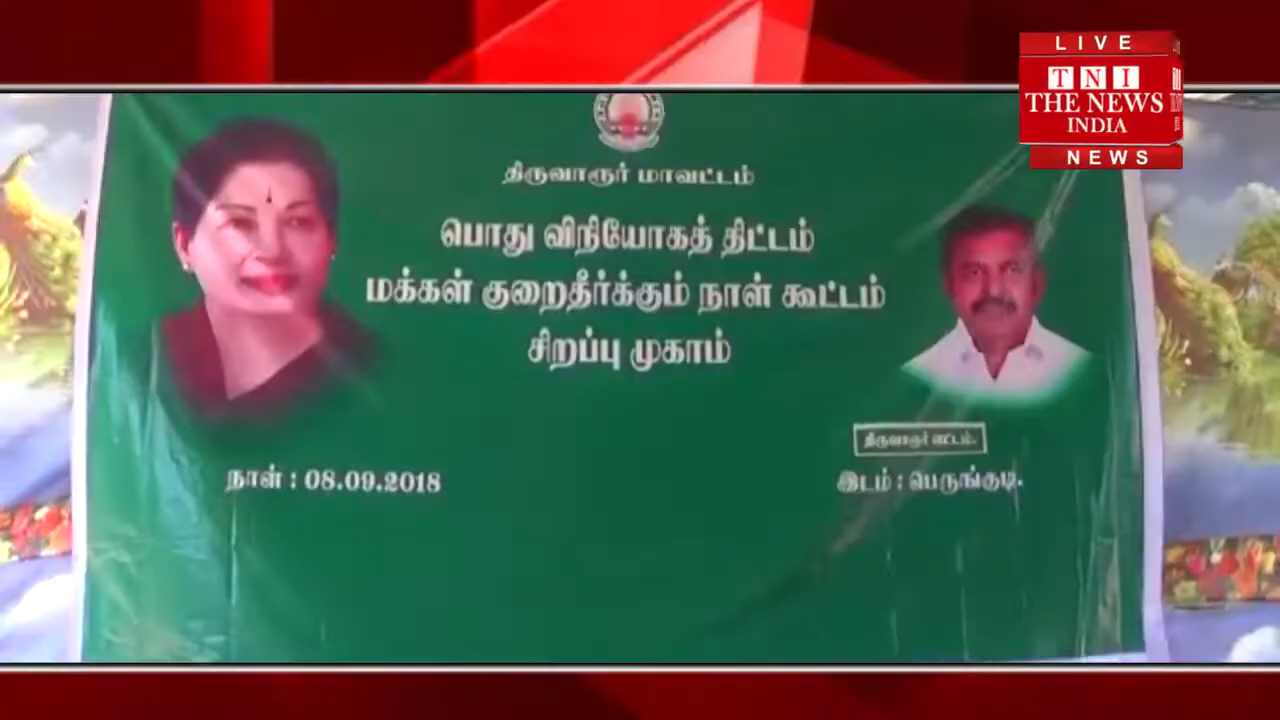 LIVE
TNI
THE NEWS
INDIA
NEWS
திருவாரூர் மாவட்டம்
பொது விநியோகத் திட்டம்
மக்கள் குறைதீர்க்கும் நாள் கூட்டம்
சிறப்பு முகாம்
திருவாரூர் வட்டம்.
நாள் : 08.09.2018
இடம் : பெருங்குடி.